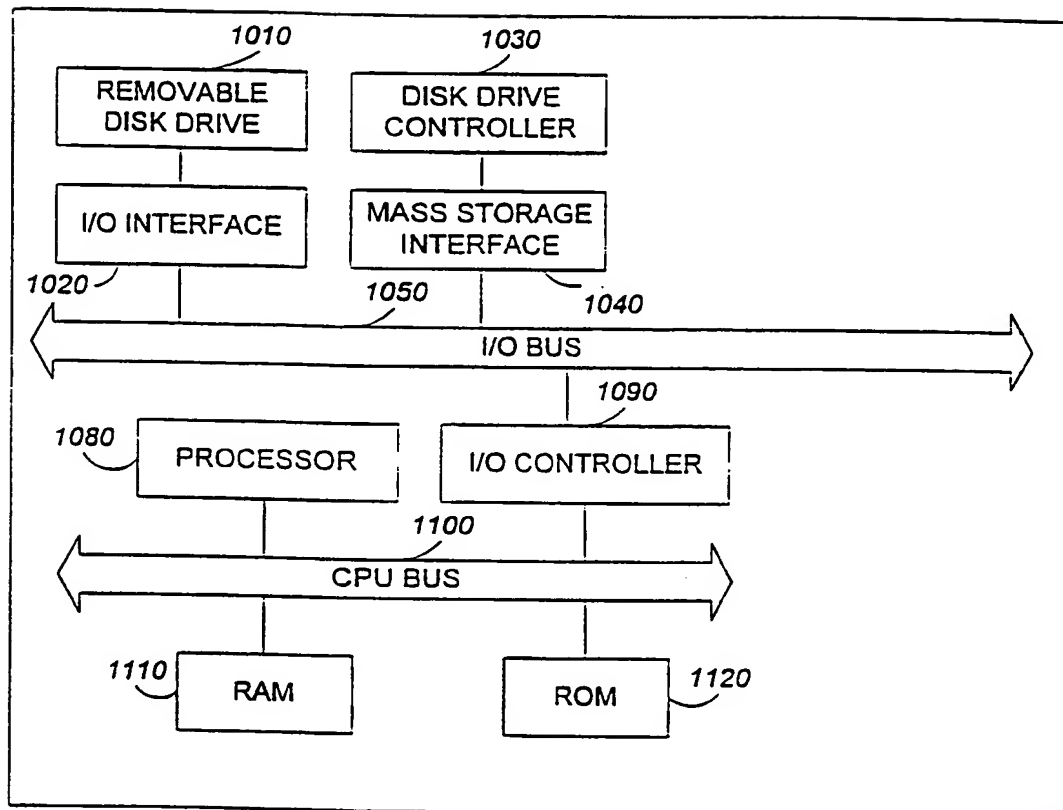 1010
1030
REMOVABLE
DISK DRIVE
DISK DRIVE
CONTROLLER
I/O INTERFACE
MASS STORAGE
INTERFACE
1020
1050
1040
I/O BUS
1090
1080
PROCESSOR
I/O CONTROLLER
1100
CPU BUS
1110
RAM
ROM
1120